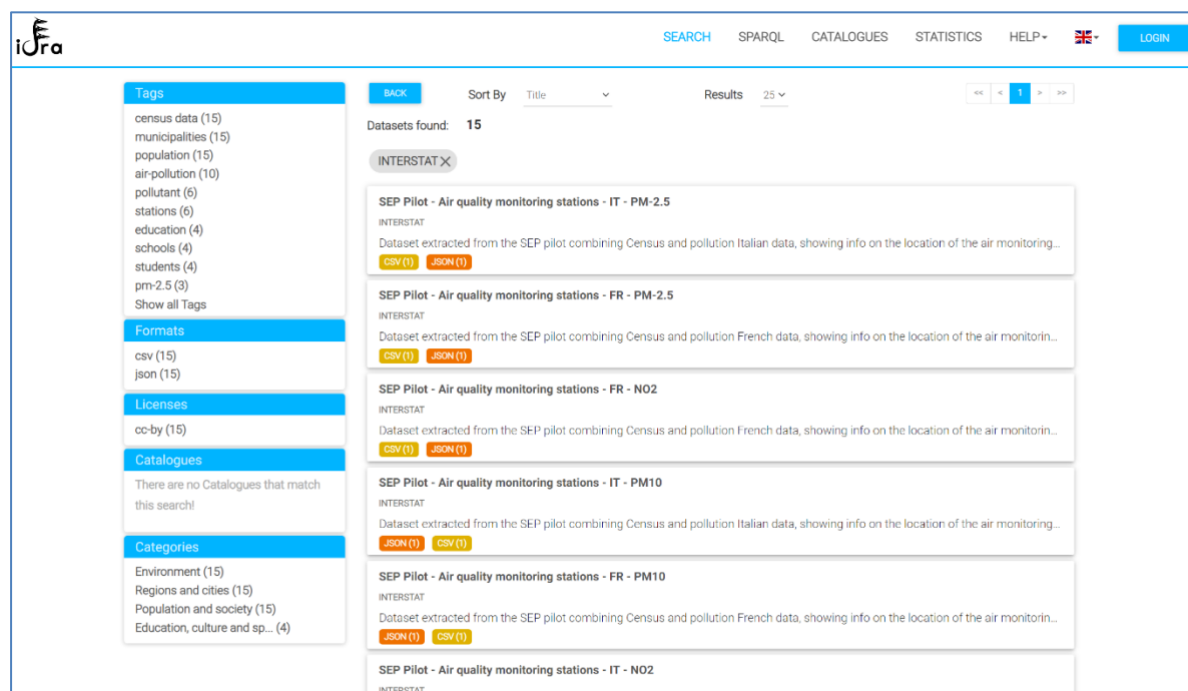 idra
SEARCH SPARQL CATALOGUES STATISTICS HELP LOGIN
Tags
census data (15)
municipalities (15)
population (15)
air-pollution (10)
pollutant (6)
stations (6)
education (4)
schools (4)
students (4)
pm-2.5 (3)
Show all Tags
Formats
csv (15)
json (15)
Licenses
cc-by (15)
Catalogues
There are no Catalogues that match
this search!
Categories
Environment (15)
Regions and cities (15)
Population and society (15)
Education, culture and sp... (4)
BACK Sort By Title Results 25 << < 1 > >>
Datasets found: 15
INTERSTAT X
SEP Pilot - Air quality monitoring stations - IT - PM-2.5
INTERSTAT
Dataset extracted from the SEP pilot combining Census and pollution Italian data, showing info on the location of the air monitoring...
CSV (1) JSON (1)
SEP Pilot - Air quality monitoring stations - FR - PM-2.5
INTERSTAT
Dataset extracted from the SEP pilot combining Census and pollution French data, showing info on the location of the air monitorin...
CSV (1) JSON (1)
SEP Pilot - Air quality monitoring stations - FR - NO2
INTERSTAT
Dataset extracted from the SEP pilot combining Census and pollution French data, showing info on the location of the air monitorin...
CSV (1) JSON (1)
SEP Pilot - Air quality monitoring stations - IT - PM10
INTERSTAT
Dataset extracted from the SEP pilot combining Census and pollution Italian data, showing info on the location of the air monitoring...
JSON (1) CSV (1)
SEP Pilot - Air quality monitoring stations - FR - PM10
INTERSTAT
Dataset extracted from the SEP pilot combining Census and pollution French data, showing info on the location of the air monitorin...
JSON (1) CSV (1)
SEP Pilot - Air quality monitoring stations - IT - NO2
INTERSTAT